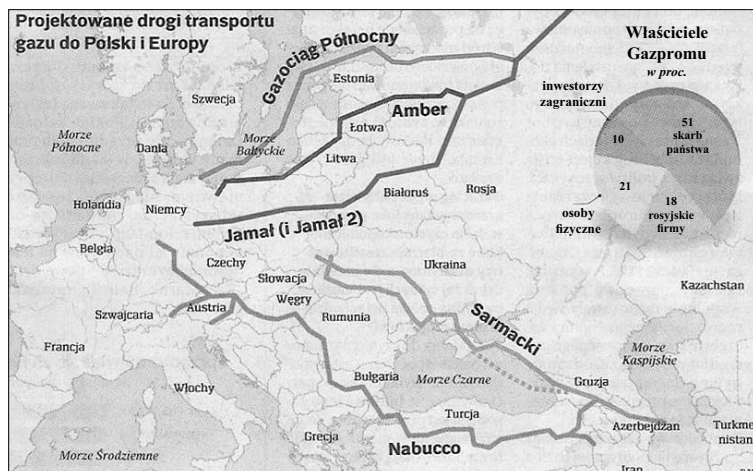 Projektowane drogi transportu
gazu do Polski i Europy
Właściciele
Gazpromu
w proc.
inwestorzy
zagraniczni
10
51
skarb
państwa
21
osoby
fizyczne
18
rosyjskie
firmy
Gazociąg Północny
Estonia
Szwecja
Amber
Morze
Północne
Dania
Morze
Bałtyckie
Łotwa
Litwa
Białoruś
Rosja
Holandia
Niemcy
Jamał (i Jamał 2)
Belgia
Czechy
Ukraina
Słowacja
Węgry
Kazachstan
Szwajcaria
Austria
Rumunia
Sarmacki
Francja
Morze
Kaspijskie
Włochy
Bułgaria
Morze Czarne
Gruzja
Turcja
Azerbejdżan
Turkme-
nistan
Grecja
Nabucco
Morze Śródziemne
Iran